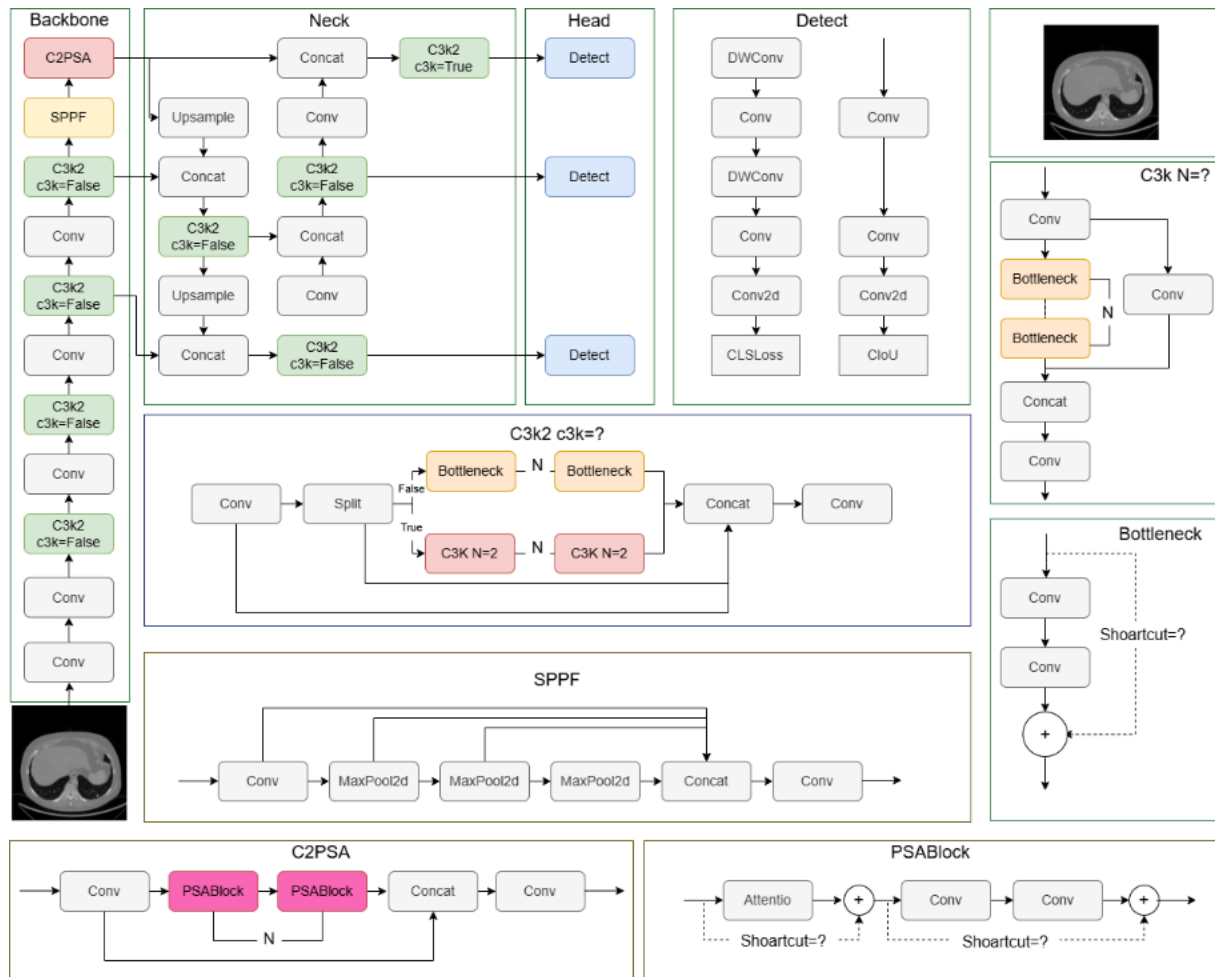 Backbone
C2PSA
SPPF
C3k2
c3k=False
Conv
C3k2
c3k=False
Conv
C3k2
c3k=False
Conv
C3k2
c3k=False
Conv
Conv
Neck
Concat
C3k2
c3k=True
Upsample
Conv
Concat
C3k2
c3k=False
C3k2
c3k=False
Concat
Upsample
Conv
Concat
C3k2
c3k=False
Head
Detect
Detect
Detect
Detect
DWConv
Conv
DWConv
Conv
Conv2d
CLSLoss
Conv
Conv
Conv2d
CIoU
C3k N=?
Conv
Bottleneck
N
Conv
Bottleneck
Concat
Conv
C3k2 c3k=?
Conv
Split
False
True
Bottleneck
N
Bottleneck
C3K N=2
N
C3K N=2
Concat
Conv
Bottleneck
Conv
Shoartcut=?
Conv
+
SPPF
Conv
MaxPool2d
MaxPool2d
MaxPool2d
Concat
Conv
C2PSA
Conv
PSABlock
PSABlock
N
Concat
Conv
PSABlock
Attentio
+
Conv
Conv
+
Shoartcut=?
Shoartcut=?